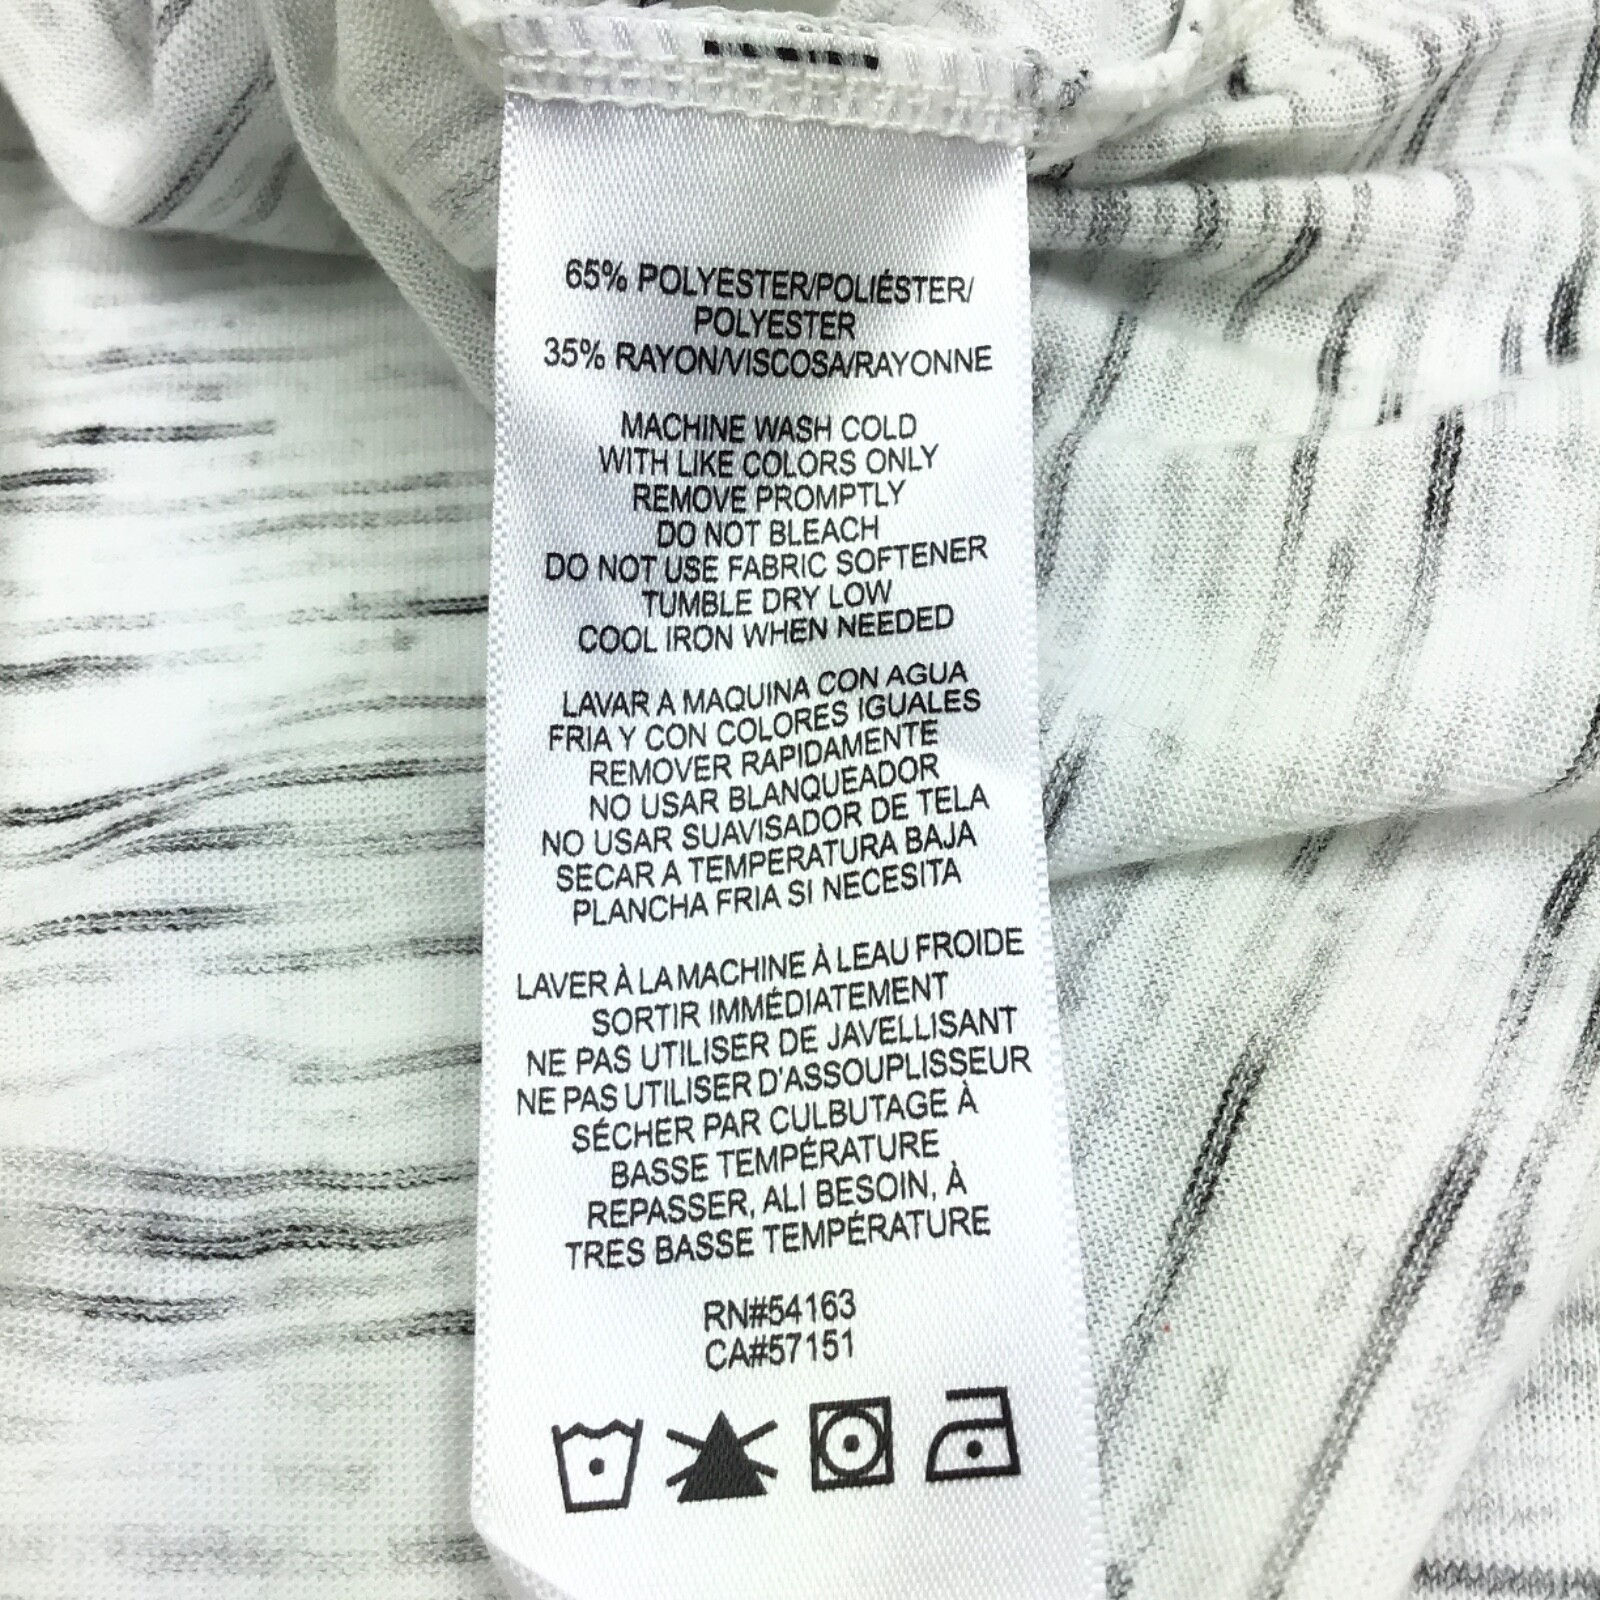 65% POLYESTER/POLIÉSTER/
POLYESTER
35% RAYON/VISCOSA/RAYONNE
MACHINE WASH COLD
WITH LIKE COLORS ONLY
REMOVE PROMPTLY
DO NOT BLEACH
DO NOT USE FABRIC SOFTENER
TUMBLE DRY LOW
COOL IRON WHEN NEEDED
LAVAR A MAQUINA CON AGUA
FRIA Y CON COLORES IGUALES
REMOVER RAPIDAMENTE
NO USAR BLANQUEADOR
NO USAR SUAVISADOR DE TELA
SECAR A TEMPERATURA BAJA
PLANCHA FRIA SI NECESITA
LAVER À LA MACHINE À LEAU FROIDE
SORTIR IMMÉDIATEMENT
NE PAS UTILISER DE JAVELLISANT
NE PAS UTILISER D'ASSOUPLISSEUR
SÉCHER PAR CULBUTAGE À
BASSE TEMPÉRATURE
REPASSER, ALI BESOIN, À
TRES BASSE TEMPÉRATURE
RN#54163
CA#57151